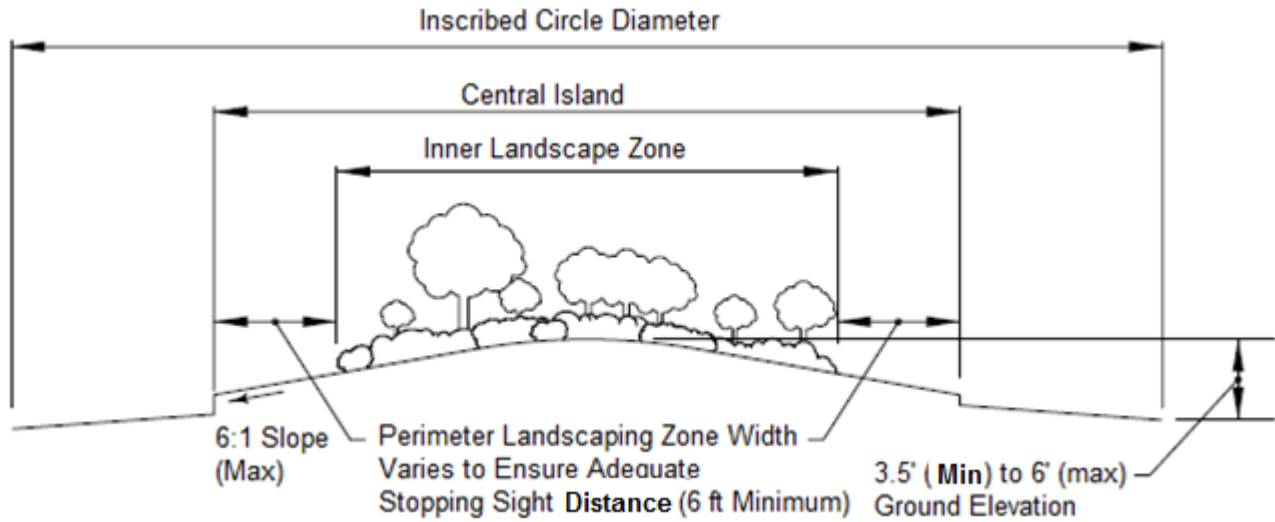 Inscribed Circle Diameter
Central Island
Inner Landscape Zone
6:1 Slope
(Max)
Perimeter Landscaping Zone Width
Varies to Ensure Adequate
Stopping Sight Distance (6 ft Minimum)
3.5' ( Min) to 6' (max)
Ground Elevation